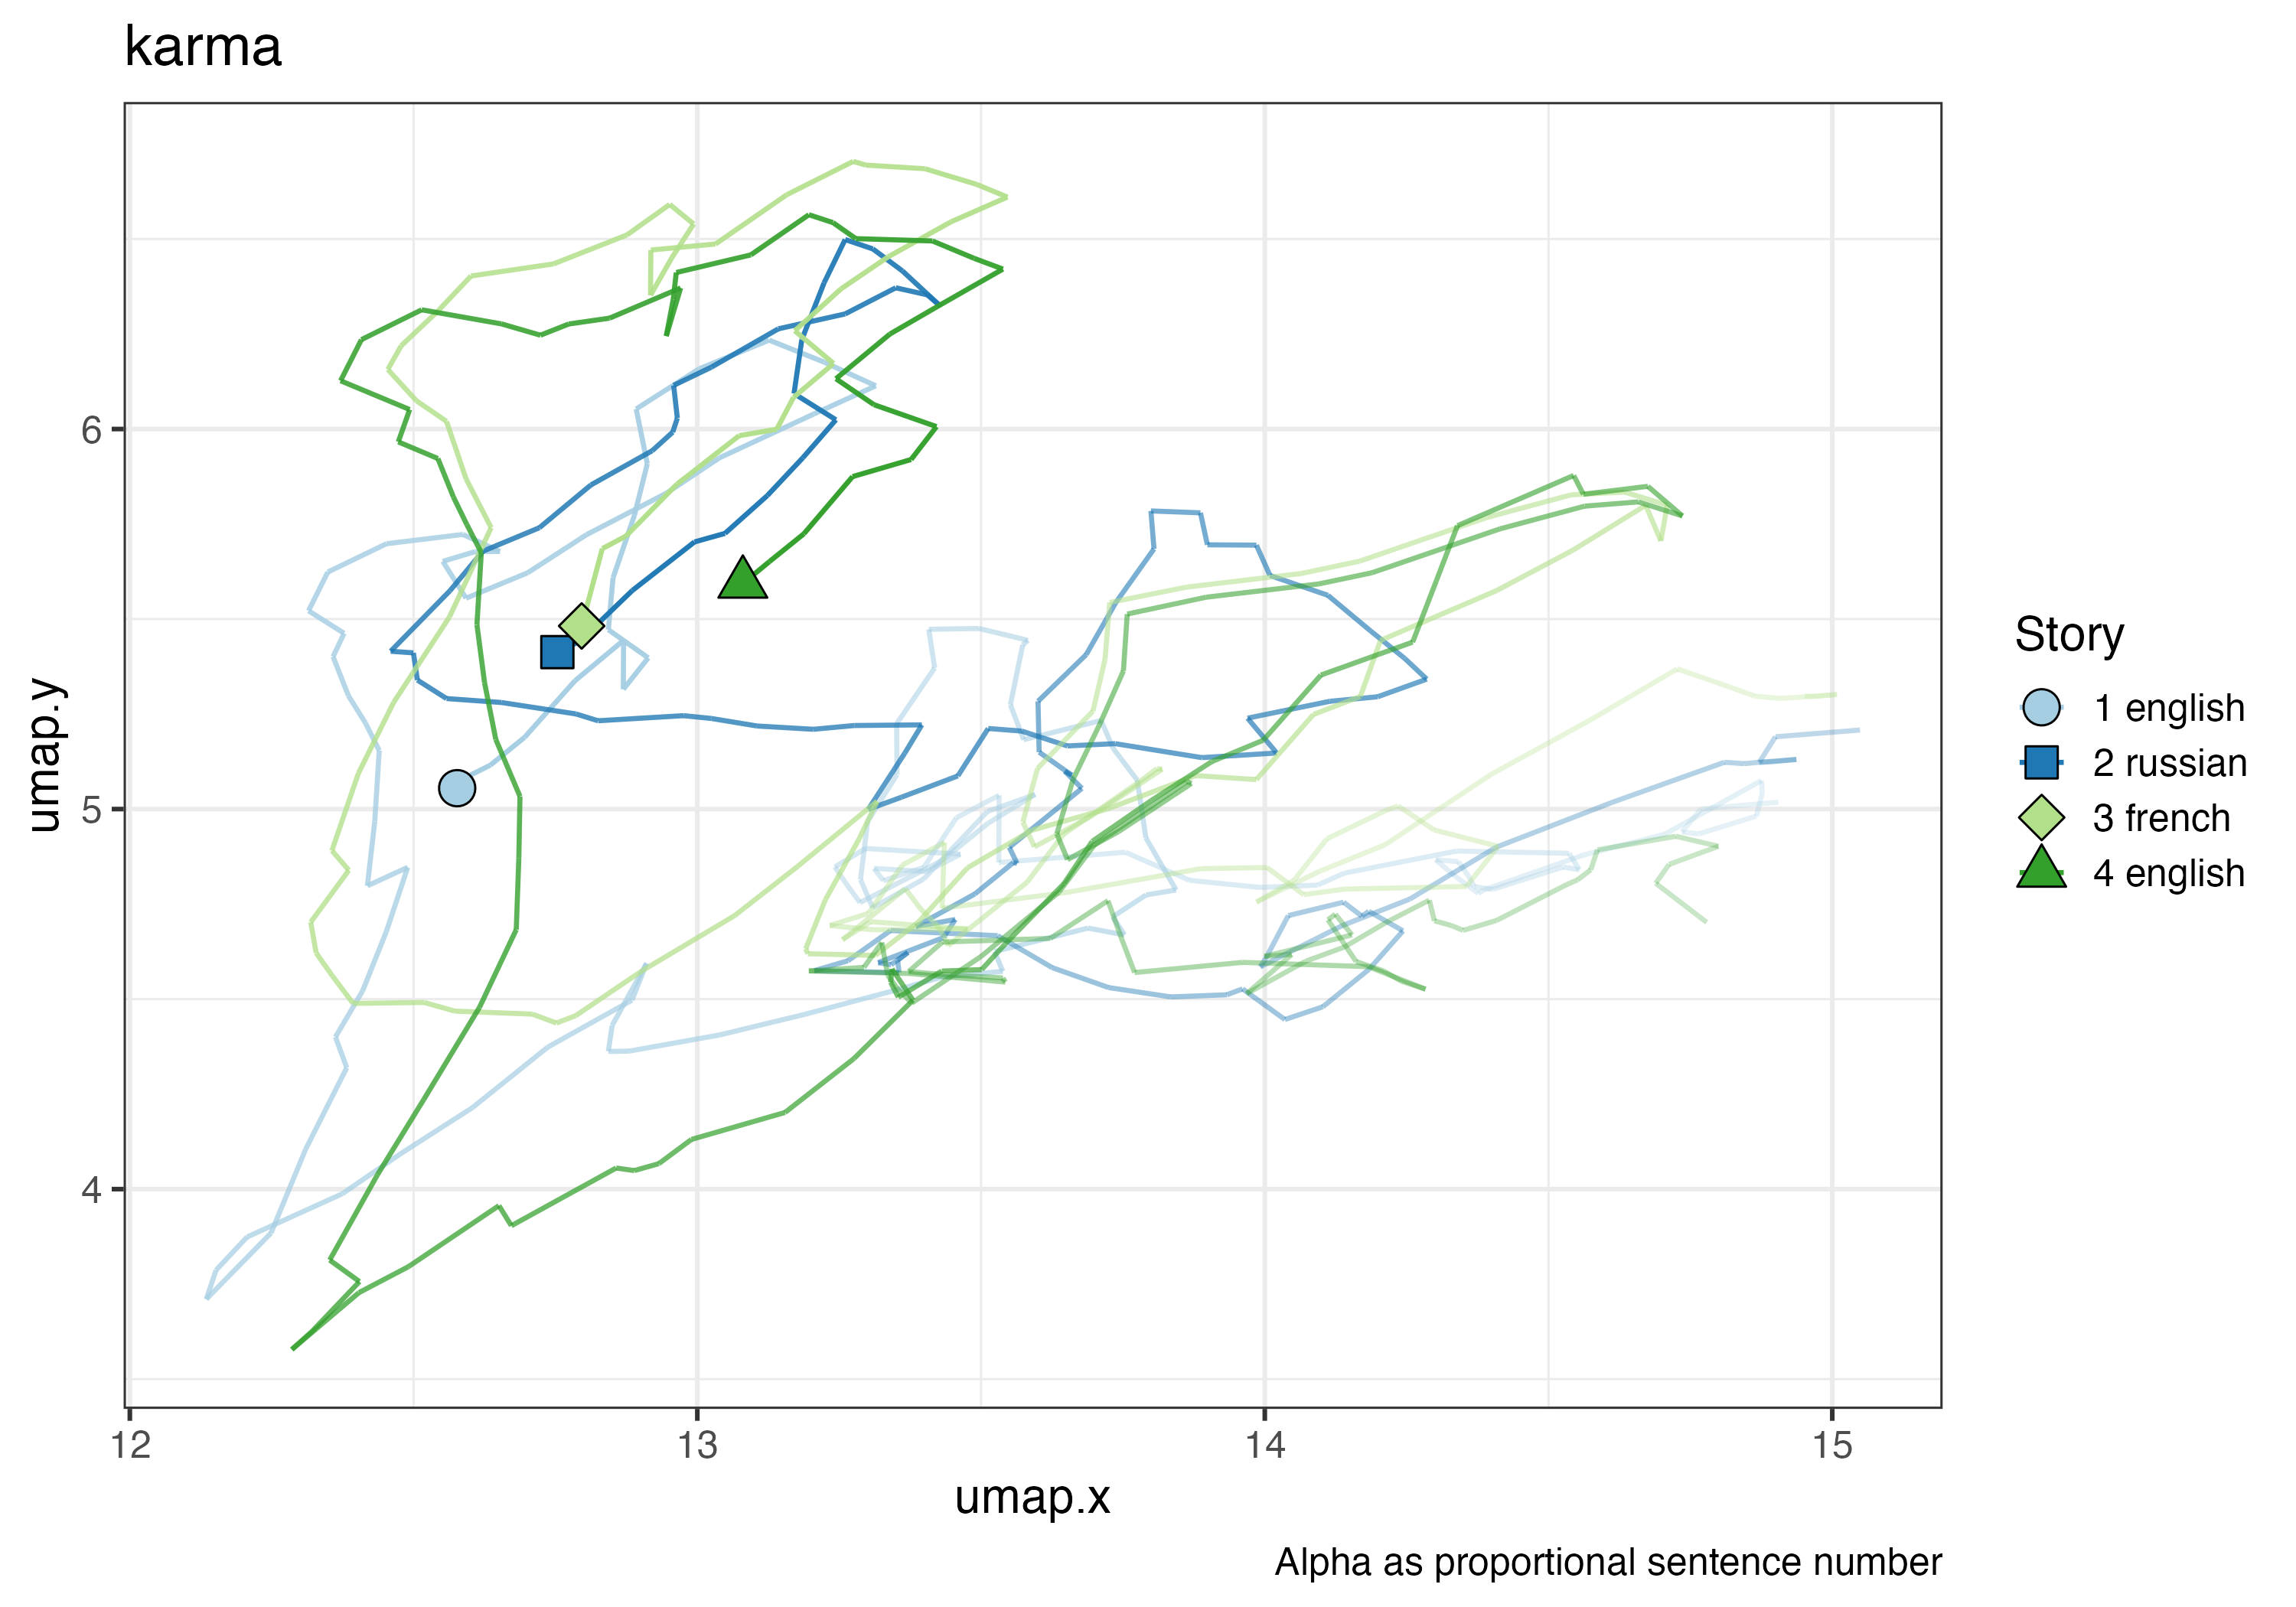 karma
6
5
4
umap.y
12 13 14 15
umap.x
Alpha as proportional sentence number
Story
1 english
2 russian
3 french
4 english